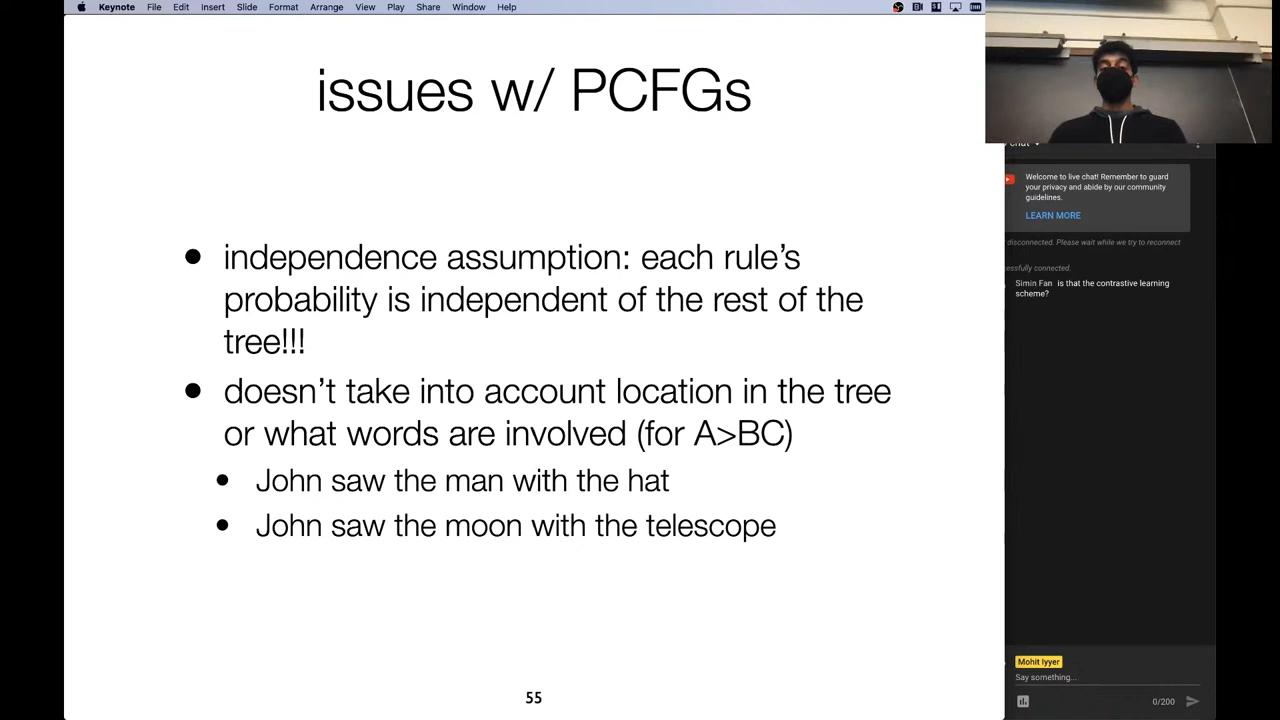 Keynote File Edit Insert Slide Format Arrange View Play Share Window Help
issues w/ PCFGs
independence assumption: each rule's
probability is independent of the rest of the
tree!!!
doesn't take into account location in the tree
or what words are involved (for A>BC)
John saw the man with the hat
John saw the moon with the telescope
55
chat
Welcome to live chat! Remember to guard
your privacy and abide by our community
guidelines.
LEARN MORE
disconnected. Please wait while we try to reconnect
connected.
Simin Fan is that the contrastive learning
scheme?
Mohit Iyyer
Say something...
0/200